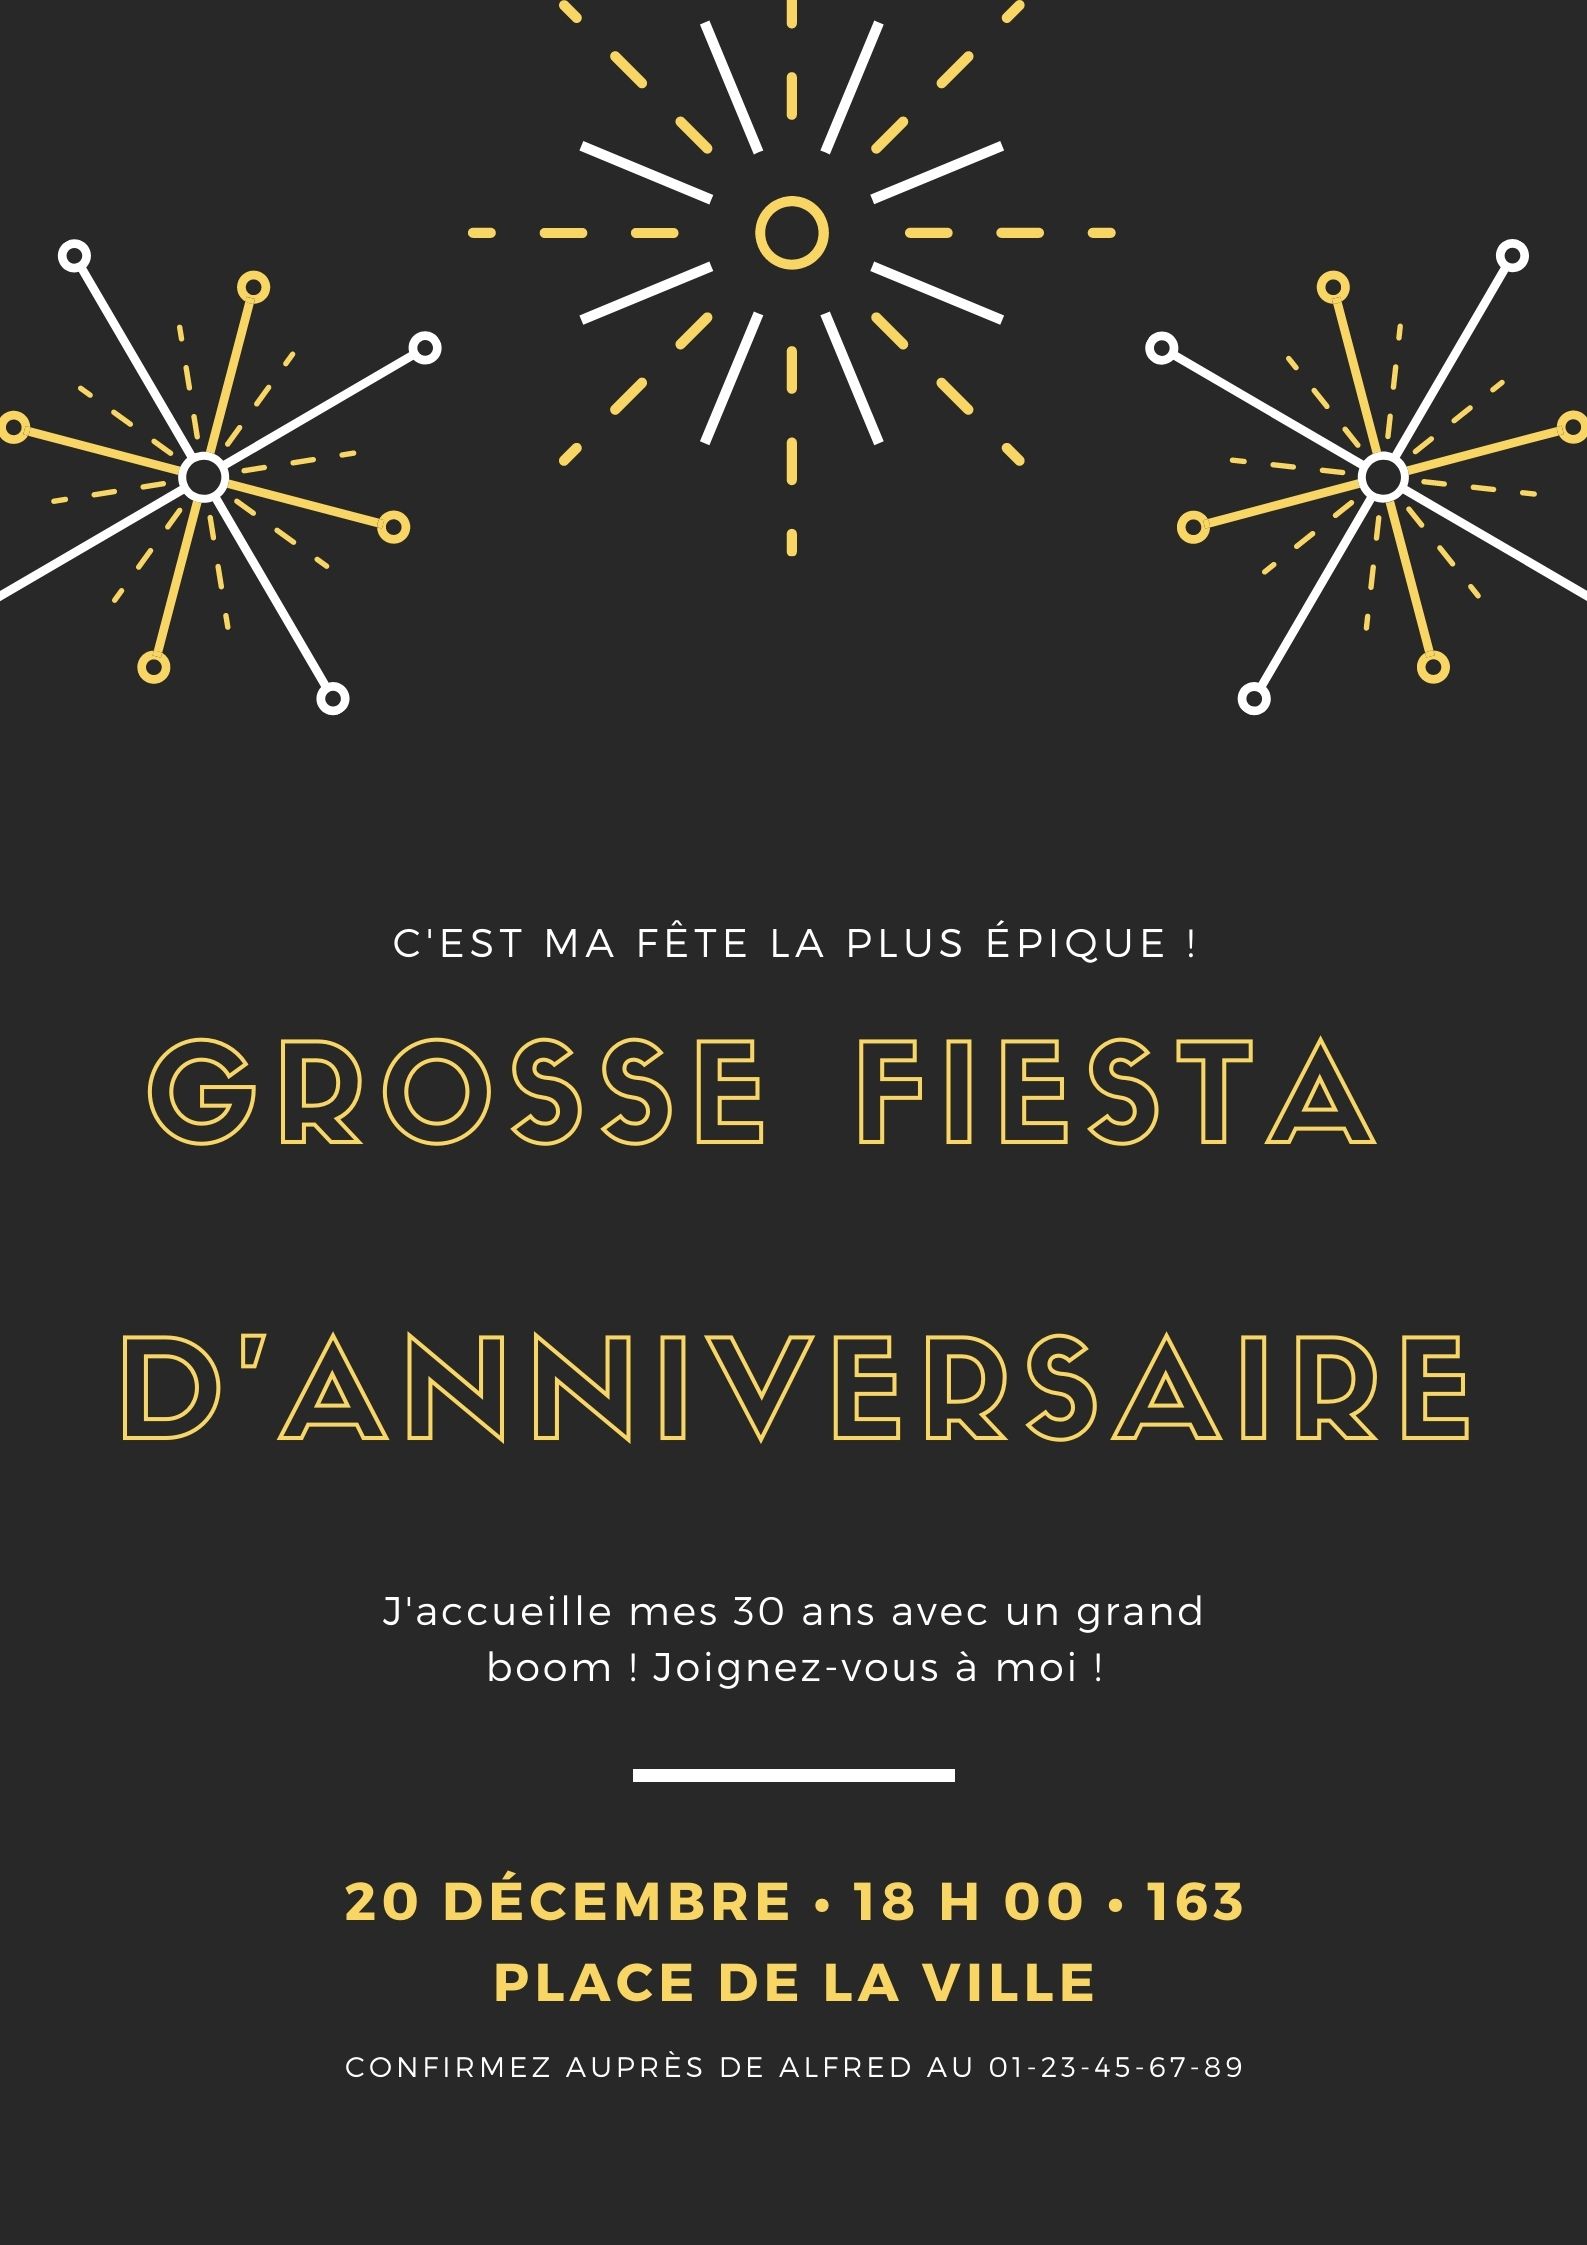 C'EST MA FÊTE LA PLUS ÉPIQUE !
GROSSE FIESTA
D'ANNIVERSAIRE
J'accueille mes 30 ans avec un grand
boom ! Joignez-vous à moi !
20 DÉCEMBRE • 18 H 00 • 163
PLACE DE LA VILLE
CONFIRMEZ AUPRÈS DE ALFRED AU 01-23-45-67-89